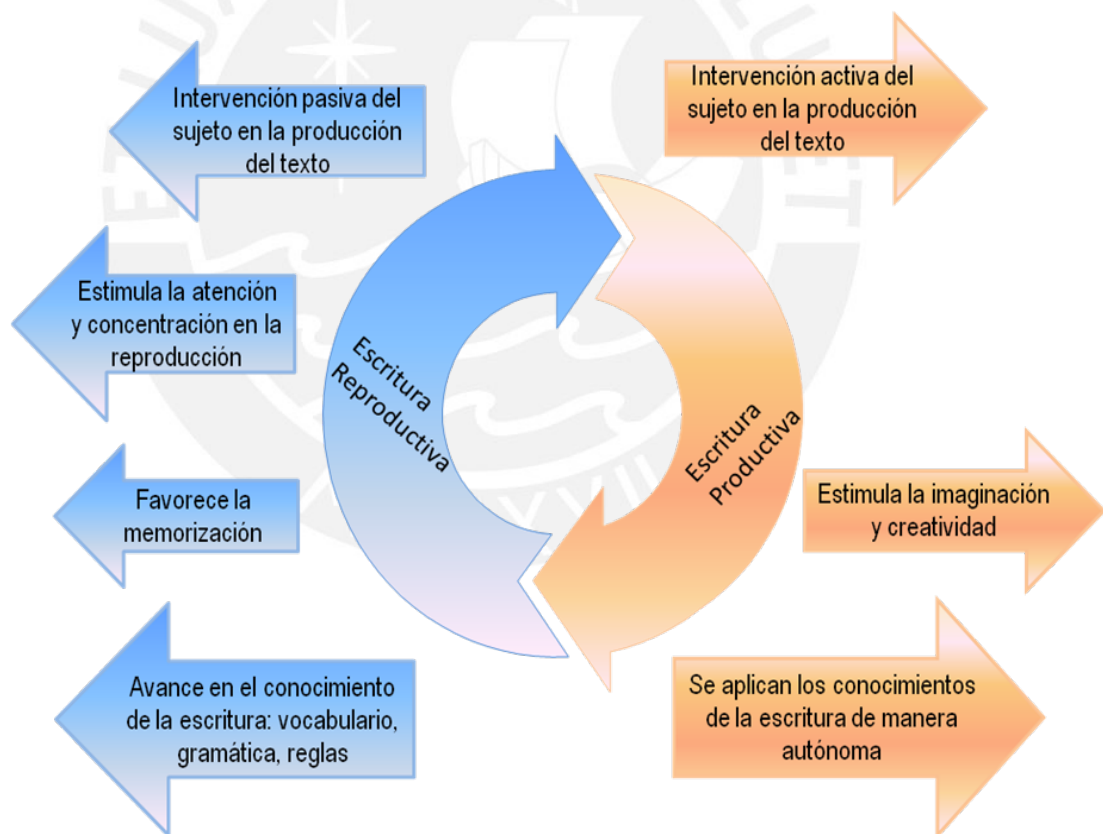 Intervención pasiva del
sujeto en la producción
del texto
Estimula la atención
y concentración en la
reproducción
Favorece la
memorización
Avance en el conocimiento
de la escritura: vocabulario,
gramática, reglas
Escritura
Reproductiva
Escritura
Productiva
Intervención activa del
sujeto en la producción
del texto
Estimula la imaginación
y creatividad
Se aplican los conocimientos
de la escritura de manera
autónoma